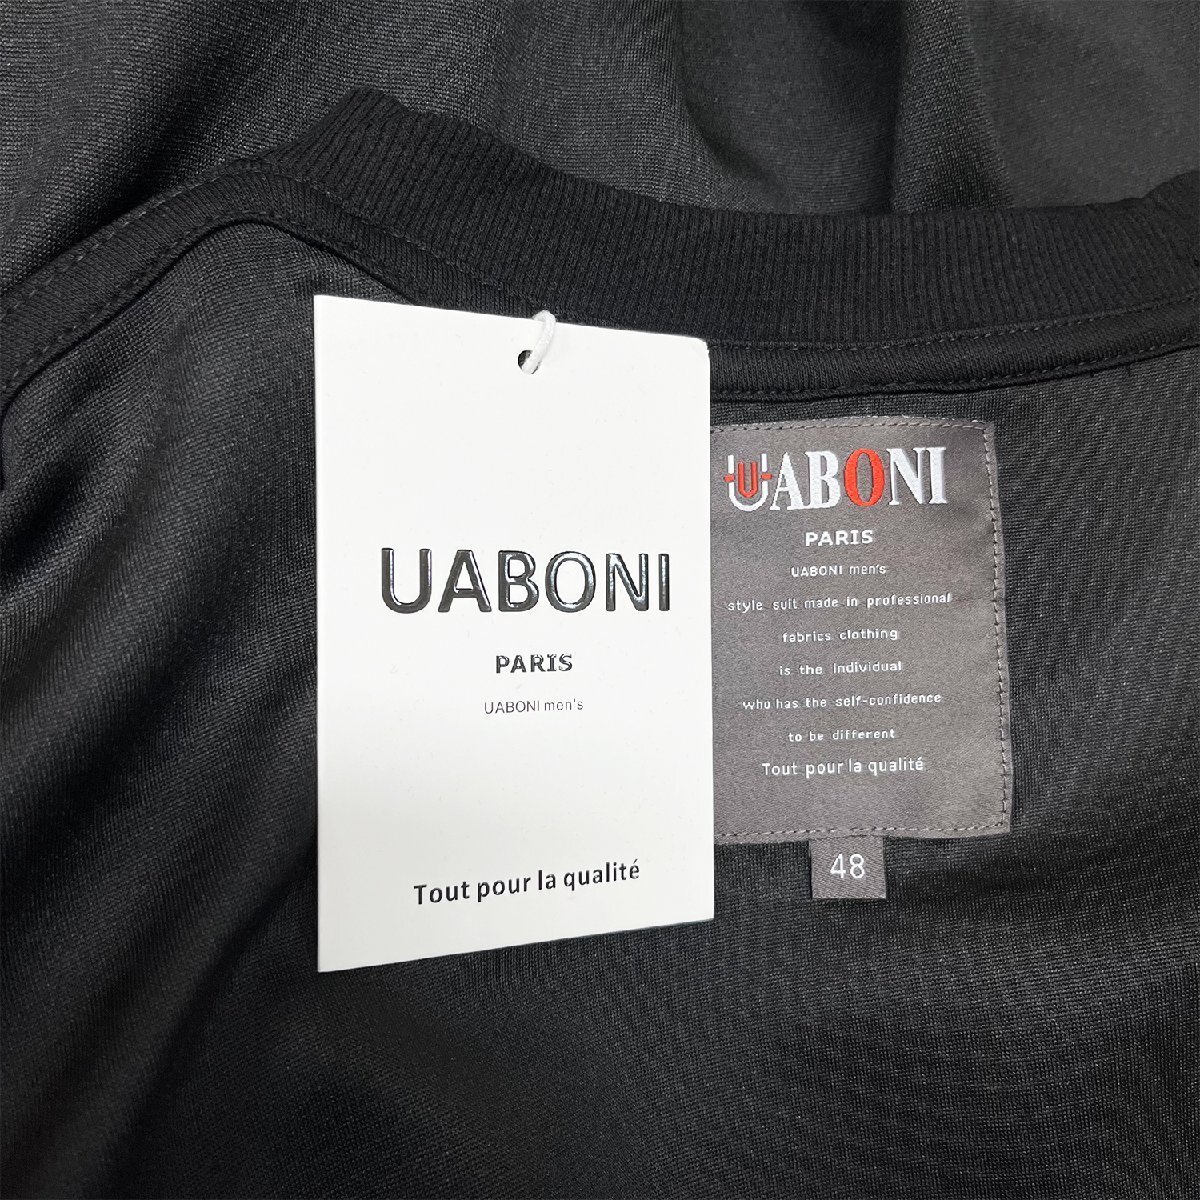 UABONI
PARIS
UABONI men's
Tout pour la qualité
UABONI
PARIS
UABONI men's
style suit made in professional
fabrics clothing
is the individual
who has the self-confidence
to be different
Tout pour la qualité
48